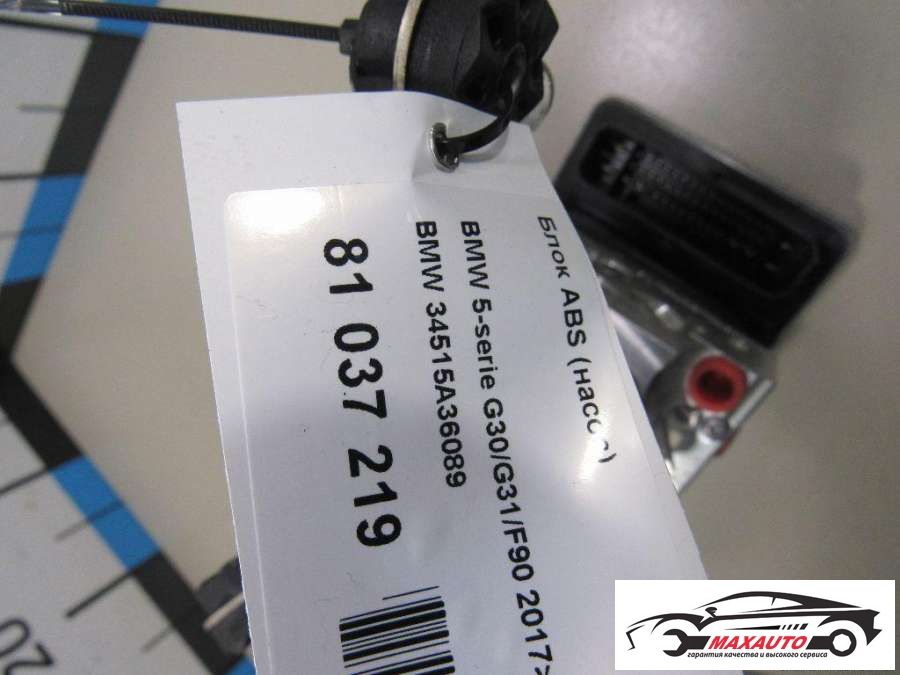 Блок ABS (насос)
BMW 5-serie G30/G31/F90 2017>
BMW 34515A36089
81 037 219
20
MAXAUTO
гарантия качества и высокого сервиса